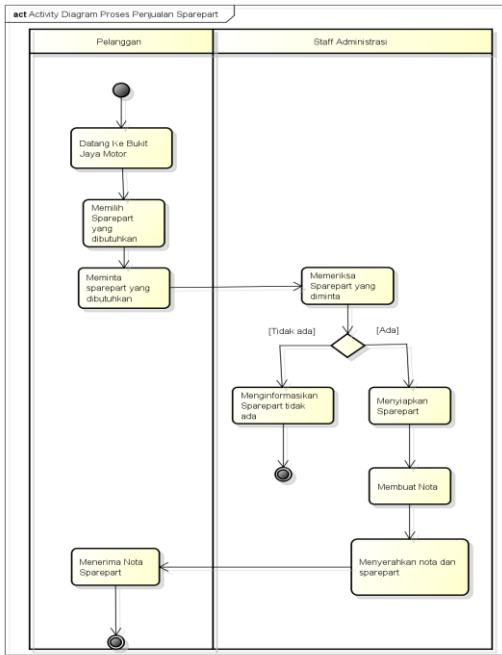 act Activity Diagram Proses Penjualan Sparepart
Pelanggan
Staff Administrasi
Datang Ke Bukit
Jaya Motor
Memilih
Sparepart
yang
dibutuhkan
Meminta
sparepart yang
dibutuhkan
Memeriksa
Sparepart yang
diminta
[Tidak ada]
[Ada]
Menginformasikan
Sparepart tidak
ada
Menyiapkan
Sparepart
Membuat Nota
Menyerahkan nota dan
sparepart
Menerima Nota
Sparepart